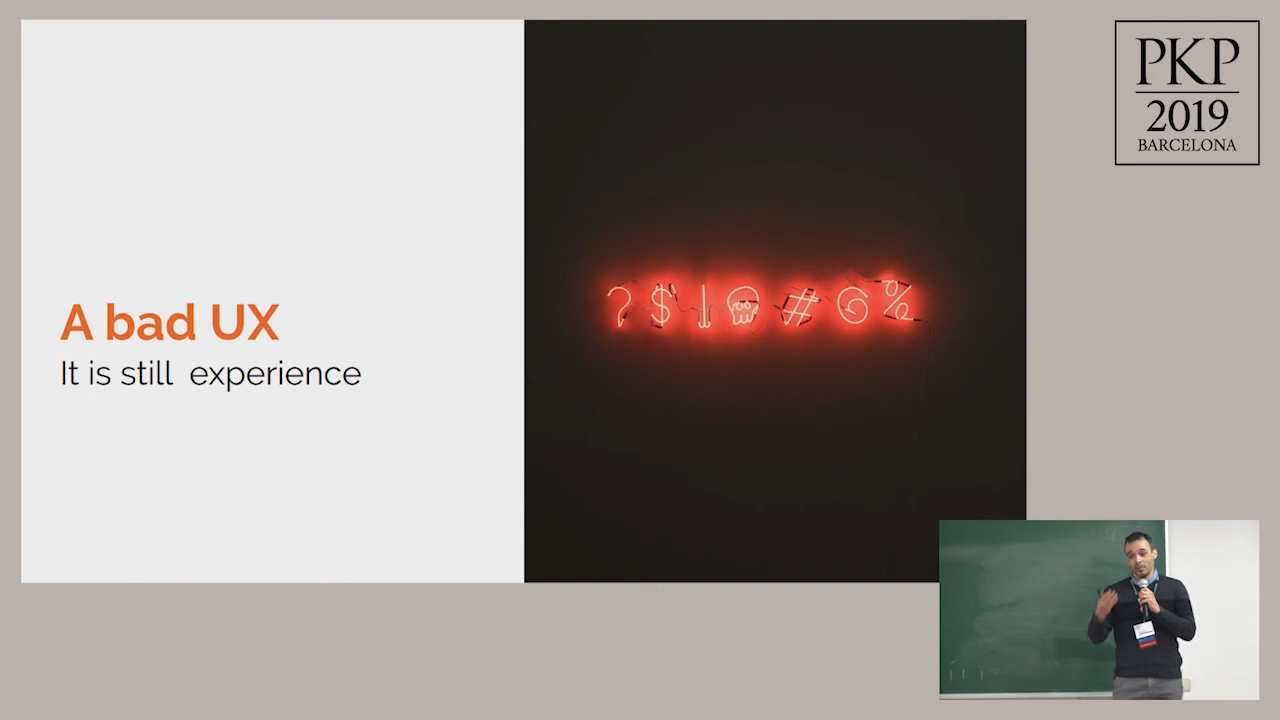 A bad UX
It is still  experience
?$!☠#@%
PKP
2019
BARCELONA